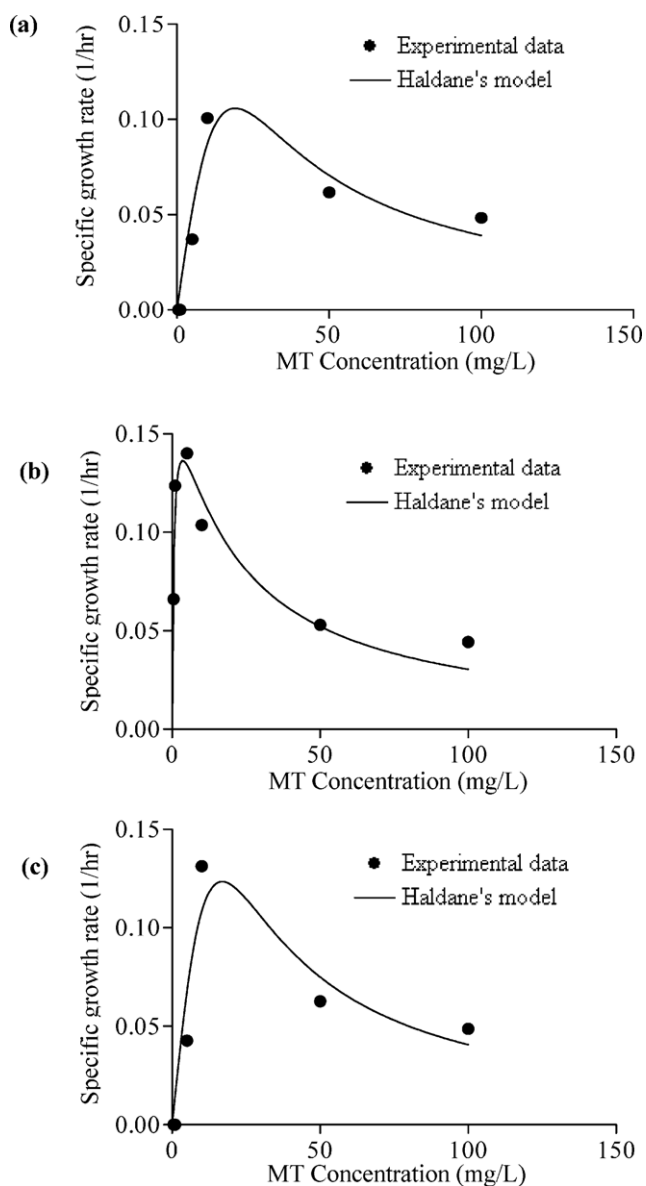 (a)
0.15
0.10
0.05
0.00
Specific growth rate (1/hr)
Experimental data
Haldane's model
0
50
100
150
MT Concentration (mg/L)
(b)
0.15
0.10
0.05
0.00
Specific growth rate (1/hr)
Experimental data
Haldane's model
0
50
100
150
MT Concentration (mg/L)
(c)
0.15
0.10
0.05
0.00
Specific growth rate (1/hr)
Experimental data
Haldane's model
0
50
100
150
MT Concentration (mg/L)